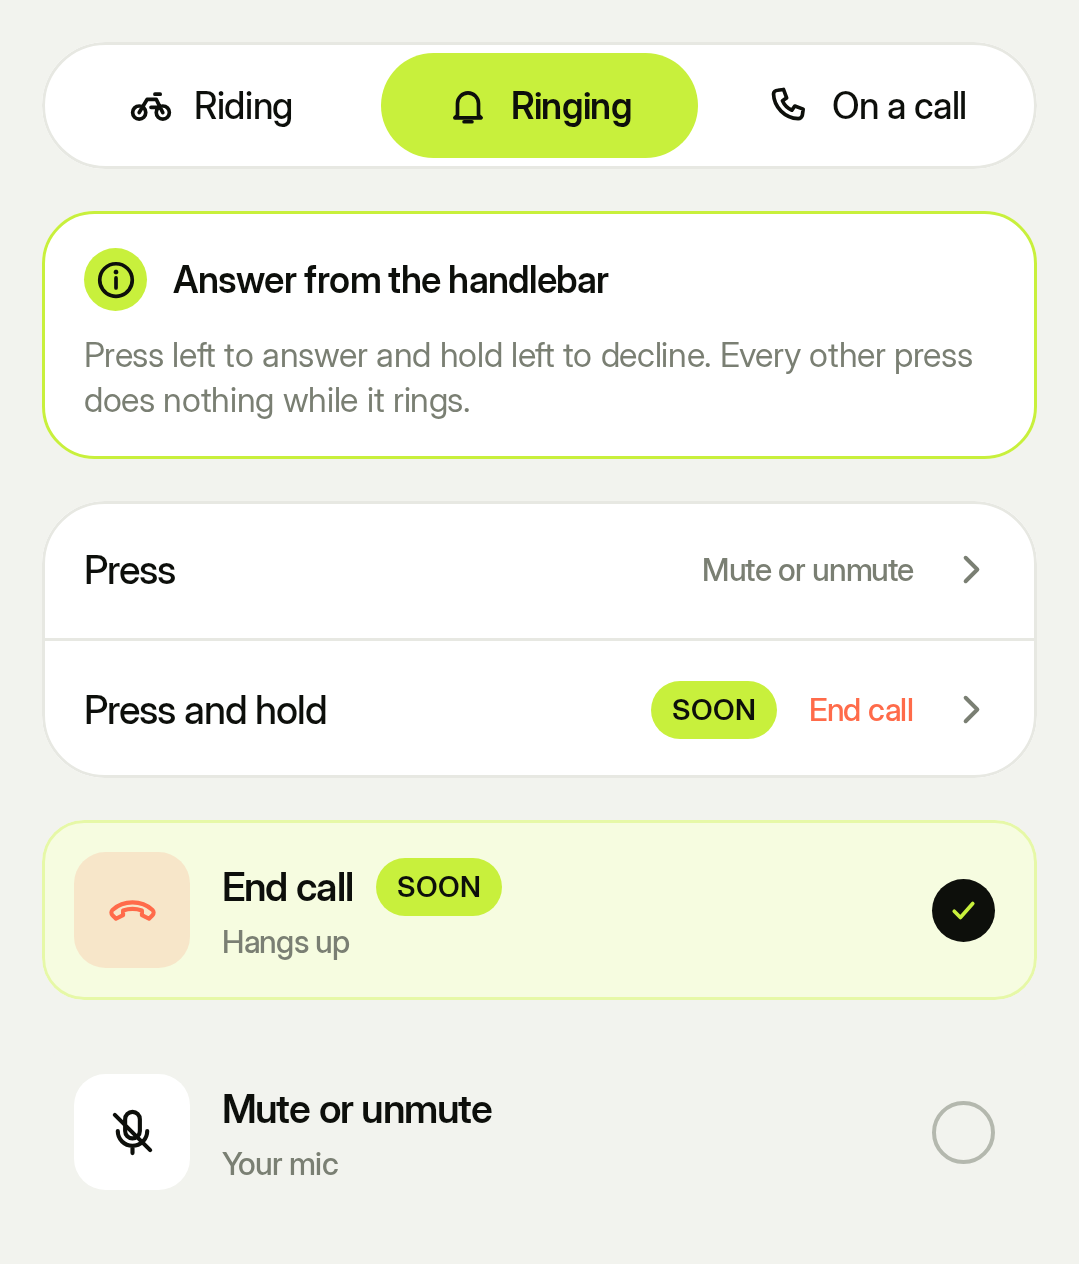 Riding
Ringing
On a call
Answer from the handlebar
Press left to answer and hold left to decline. Every other press
does nothing while it rings.
Press
Mute or unmute
Press and hold
SOON
End call
End call
SOON
Hangs up
Mute or unmute
Your mic